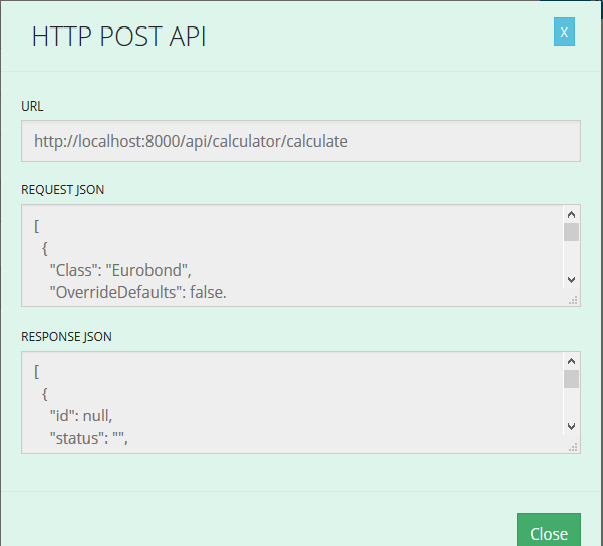 HTTP POST API
X
URL
http://localhost:8000/api/calculator/calculate
REQUEST JSON
[
{
"Class": "Eurobond",
"OverrideDefaults": false.
RESPONSE JSON
[
{
"id": null,
"status": "",
Close